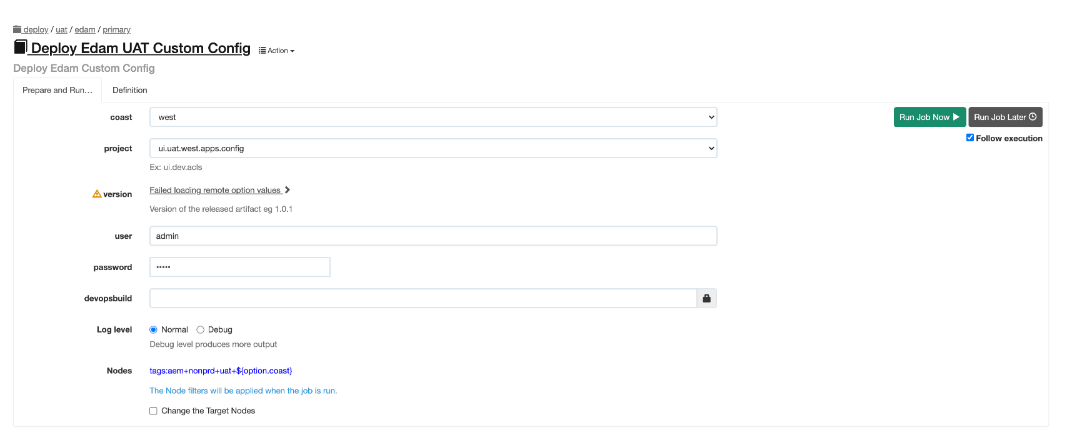 deploy / uat / edam / primary
Deploy Edam UAT Custom Config Action
Deploy Edam Custom Config
Prepare and Run... Definition
coast west Run Job Now Run Job Later
Follow execution
project ui.uat.west.apps.config
Ex: ui.dev.acls
version Failed loading remote option values
Version of the released artifact eg 1.0.1
user admin
password •••••
devopsbuild
Log level Normal Debug
Debug level produces more output
Nodes tags:aem+nonprd+uat+${option.coast}
The Node filters will be applied when the job is run.
Change the Target Nodes